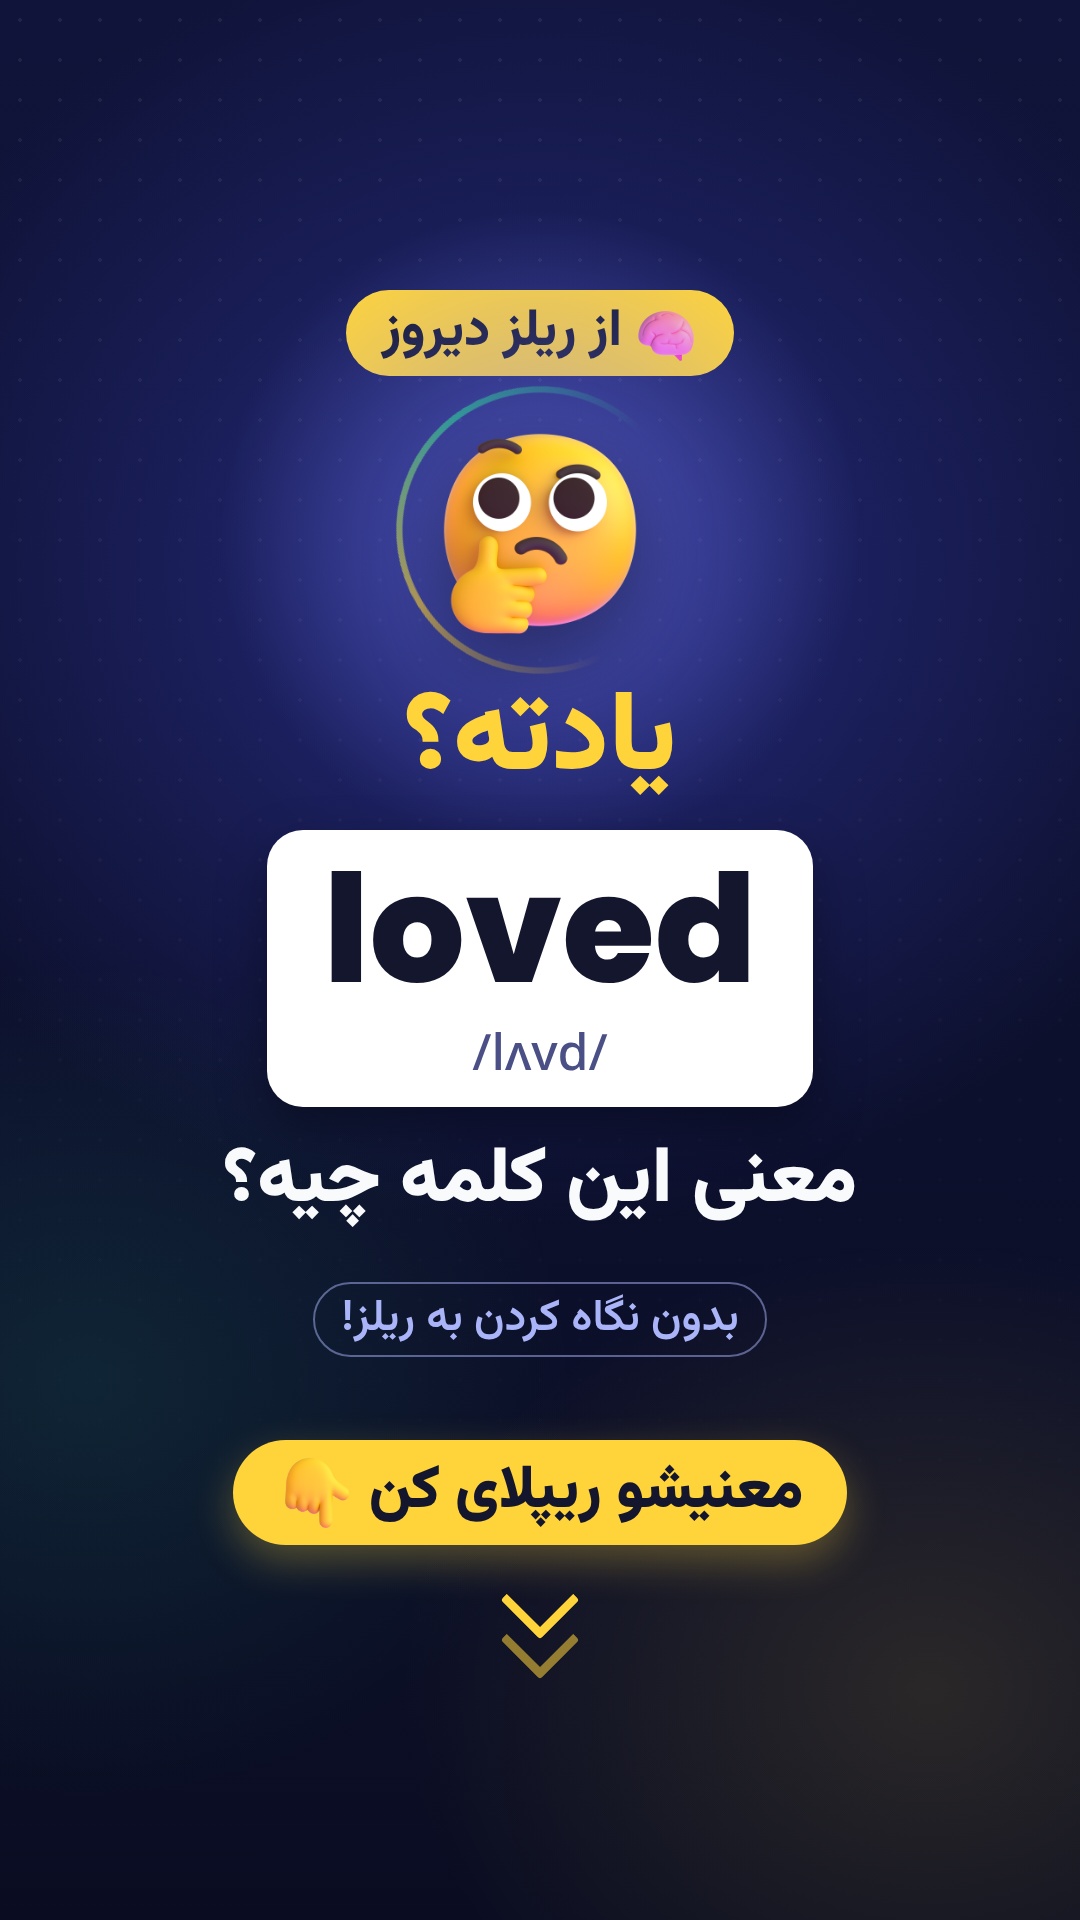 🧠 از ریلز دیروز
یادته؟
loved
/lʌvd/
معنی این کلمه چیه؟
بدون نگاه کردن به ریلز!
معنیشو ریپلای کن 👇